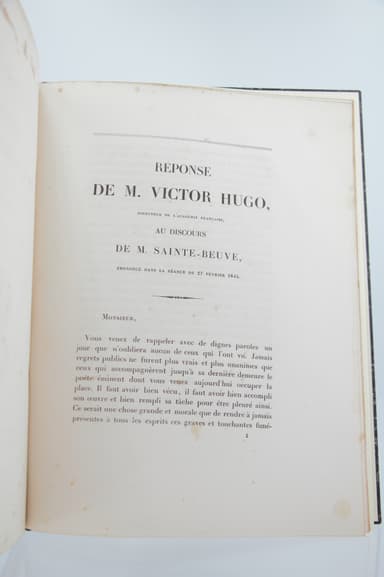 RÉPONSE
DE M. VICTOR HUGO,
DIRECTEUR DE L'ACADÉMIE FRANÇAISE,
AU DISCOURS
DE M. SAINTE-BEUVE,
PRONONCÉ DANS LA SÉANCE DU 27 FÉVRIER 1845.
MONSIEUR,
Vous venez de rappeler avec de dignes paroles un
jour que n'oubliera aucun de ceux qui l'ont vu. Jamais
regrets publics ne furent plus vrais et plus unanimes que
ceux qui accompagnèrent jusqu'à sa dernière demeure le
poëte éminent dont vous venez aujourd'hui occuper la
place. Il faut avoir bien vécu, il faut avoir bien accompli
son œuvre et bien rempli sa tâche pour être pleuré ainsi.
Ce serait une chose grande et morale que de rendre à jamais
présentes à tous les esprits ces graves et touchantes funé-
1